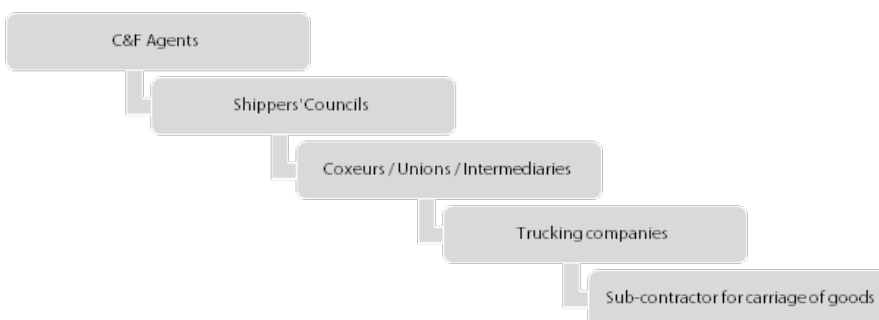 C&F Agents
Shippers' Councils
Coxeurs / Unions / Intermediaries
Trucking companies
Sub-contractor for carriage of goods